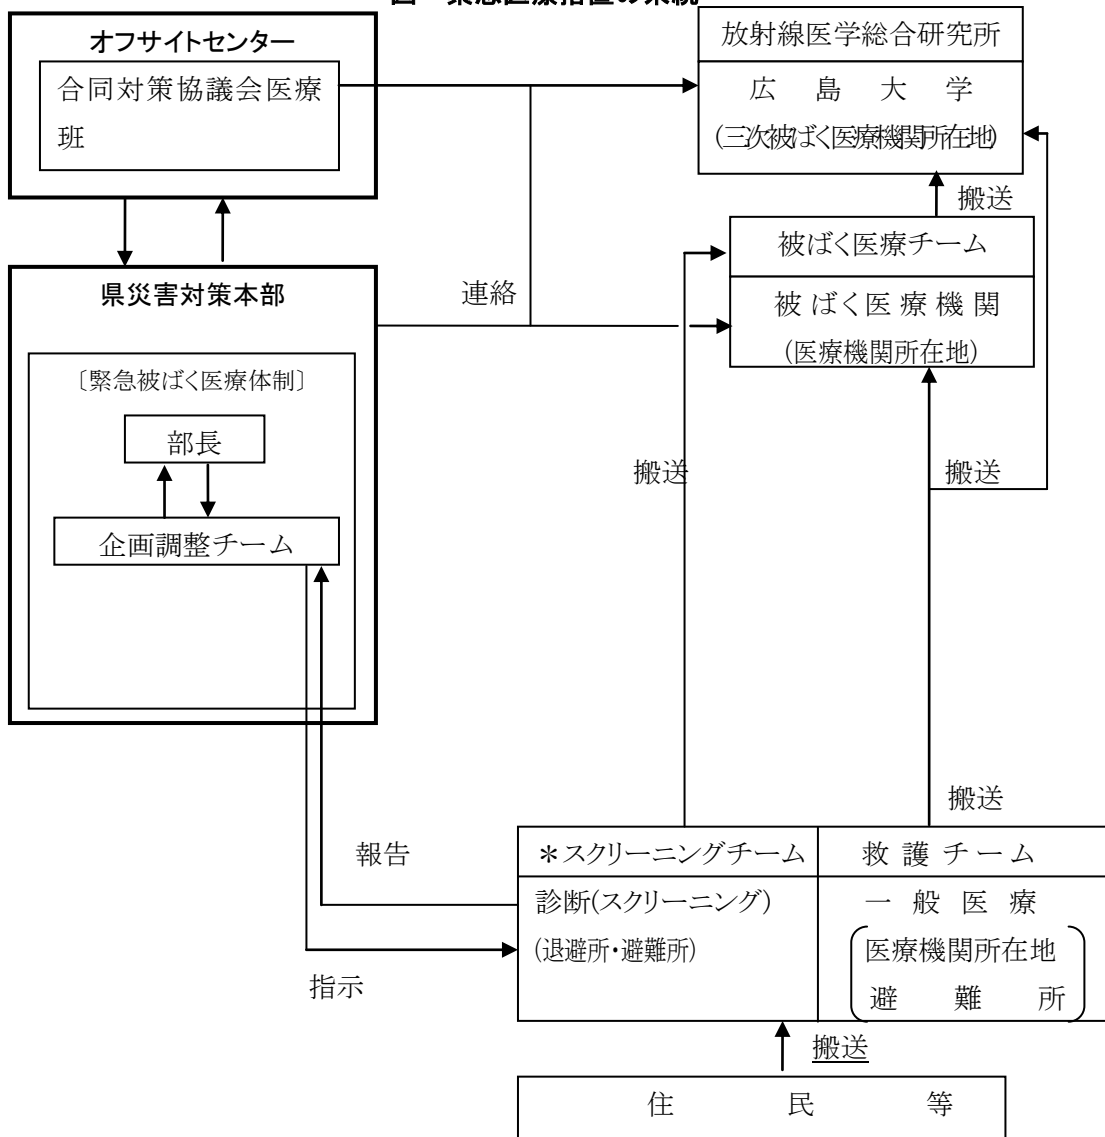 オフサイトセンター
合同対策協議会医療
班
放射線医学総合研究所
広島大学
(三次被ばく医療機関所在地)
搬送
被ばく医療チーム
被ばく医療機関
(医療機関所在地)
連絡
県災害対策本部
〔緊急被ばく医療体制〕
部長
企画調整チーム
搬送
搬送
搬送
報告
指示
*スクリーニングチーム
診断(スクリーニング)
(退避所・避難所)
救護チーム
一般医療
医療機関所在地
避難所
搬送
住民等